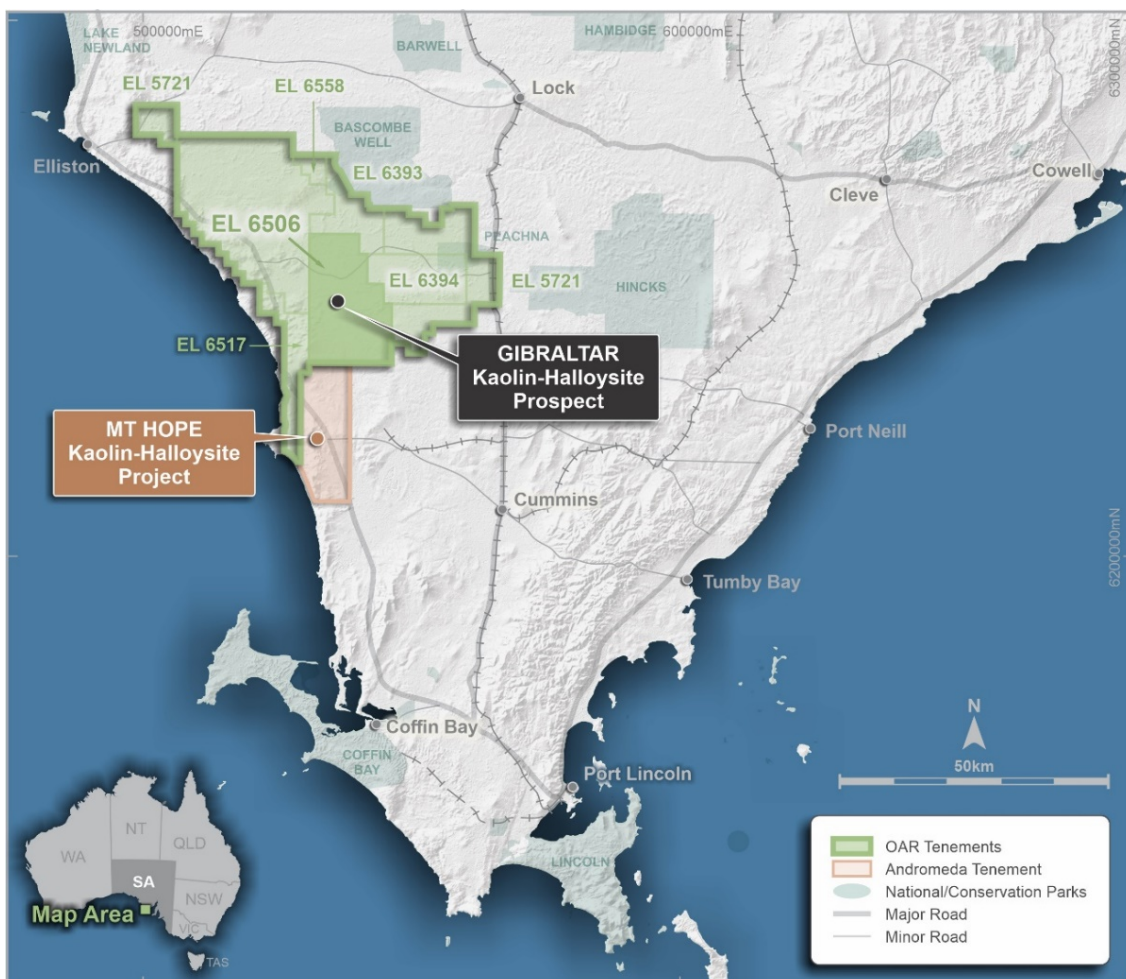 500000mE
600000mE
6300000mN
LAKE
NEWLAND
BARWELL
HAMBIDGE
EL 5721
EL 6558
Lock
BASCOMBE
WELL
Elliston
EL 6393
Cleve
Cowell
EL 6506
PEACHNA
EL 6394
EL 5721
HINCKS
EL 6517
GIBRALTAR
Kaolin-Halloysite
Prospect
MT HOPE
Kaolin-Halloysite
Project
Port Neill
Cummins
6200000mN
Tumby Bay
Coffin Bay
COFFIN
BAY
Port Lincoln
LINCOLN
N
50km
NT
QLD
WA
SA
NSW
VIC
TAS
Map Area
OAR Tenements
Andromeda Tenement
National/Conservation Parks
Major Road
Minor Road